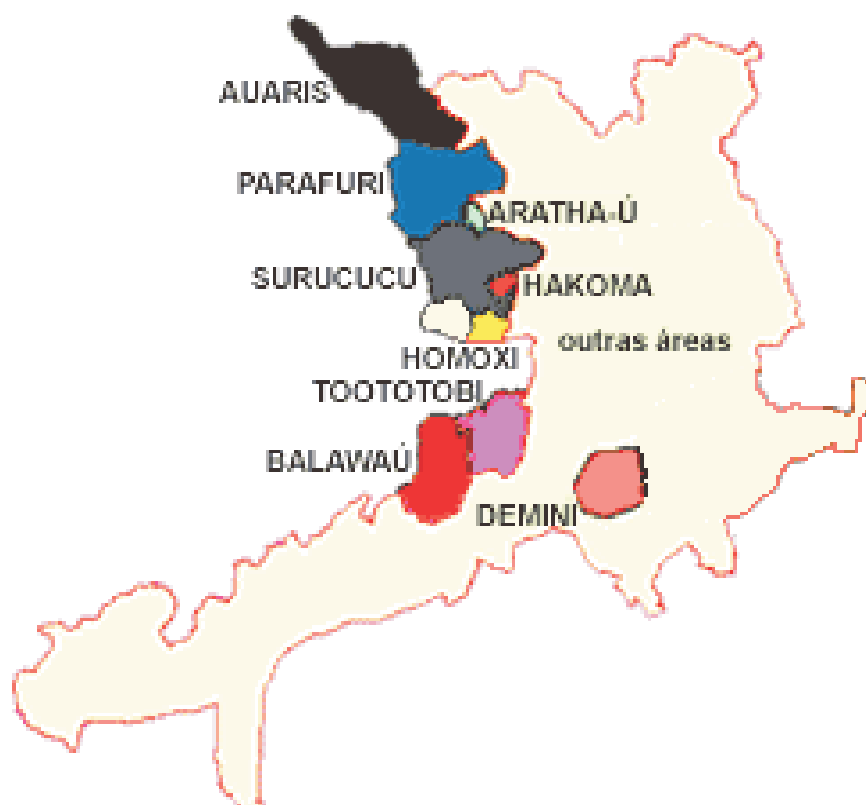 AUARIS
PARAFURI
ARATHA-Ú
SURUCUCU
HAKOMA
outras áreas
HOMOXI
TOOTOTOBI
BALAWAÚ
DEMINI